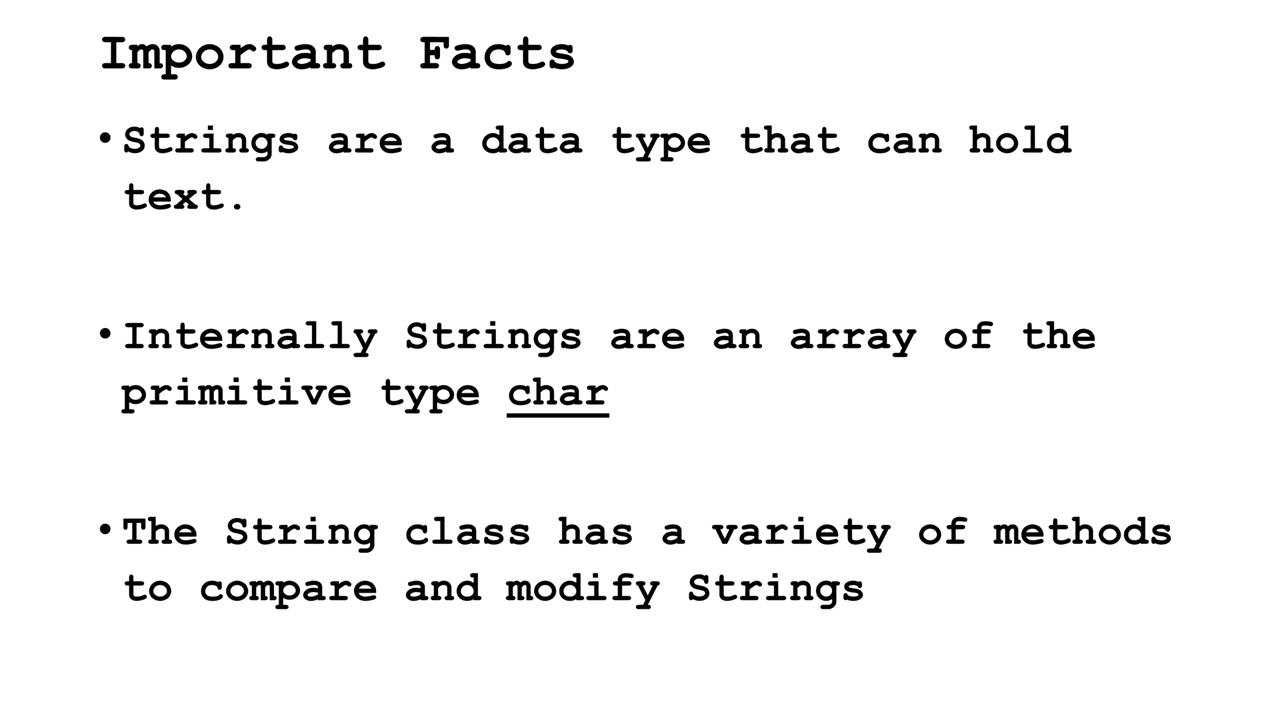 Important Facts
• Strings are a data type that can hold
text.
• Internally Strings are an array of the
primitive type char
• The String class has a variety of methods
to compare and modify Strings